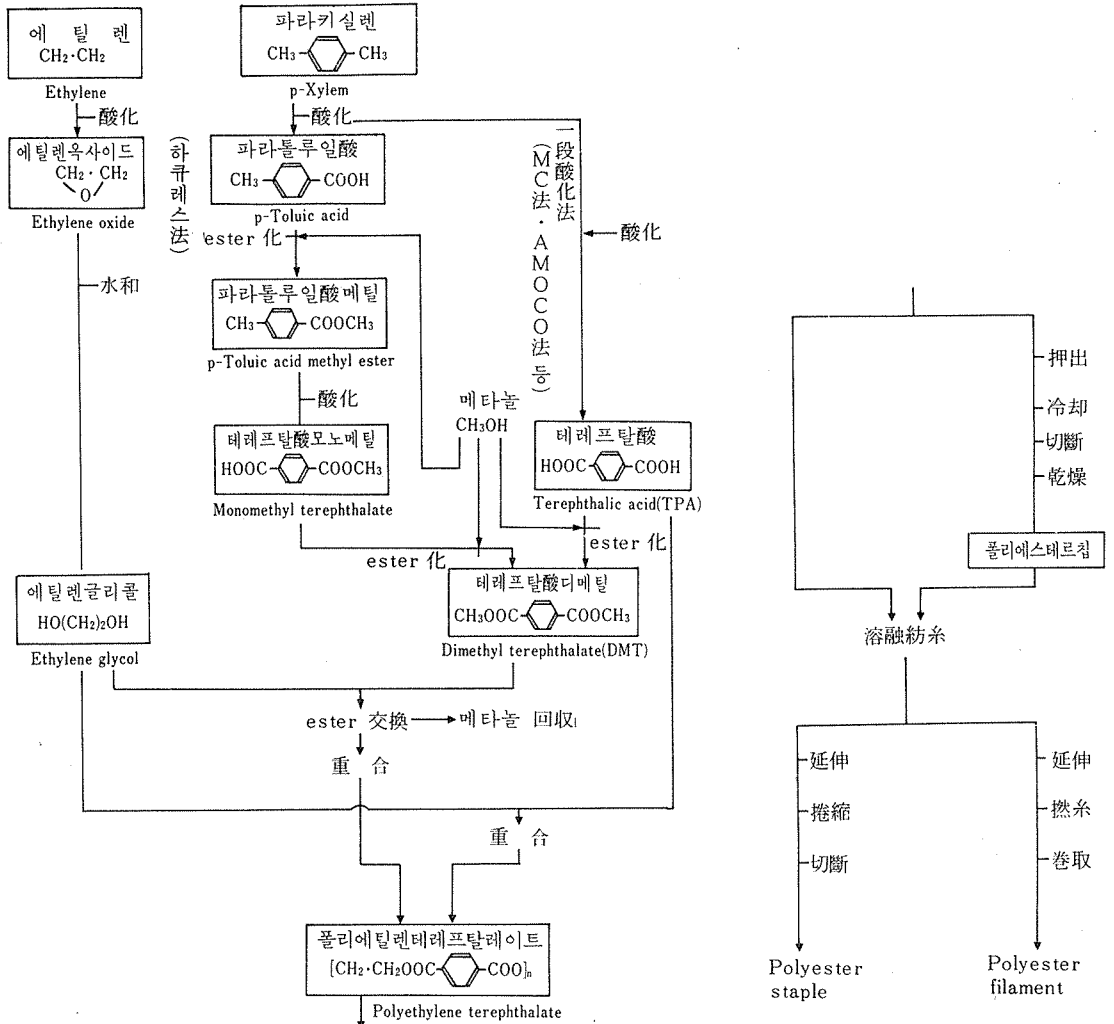 에 틸 렌
CH₂·CH₂
Ethylene
酸化
에틸렌옥사이드
CH₂·CH₂
O
Ethylene oxide
水和
에틸렌글리콜
HO(CH₂)₂OH
Ethylene glycol
파라키실렌
CH₃ CH₃
p-Xylem
酸化
(하큐레스法)
파라톨루일酸
CH₃ COOH
p-Toluic acid
ester 化
파라톨루일酸메틸
CH₃ COOCH₃
p-Toluic acid methyl ester
酸化
테레프탈酸모노메틸
HOOC COOCH₃
Monomethyl terephthalate
메타놀
CH₃OH
一段酸化法
(MC法·AMOCO法 등)
酸化
테레프탈酸
HOOC COOH
Terephthalic acid(TPA)
ester 化
ester 化
테레프탈酸디메틸
CH₃OOC COOCH₃
Dimethyl terephthalate(DMT)
ester 交換
메타놀 回収
重 合
重 合
폴리에틸렌테레프탈레이트
[CH₂·CH₂OOC COO]ₙ
Polyethylene terephthalate
押出
冷却
切斷
乾燥
폴리에스테르칩
溶融紡糸
延伸
捲縮
切斷
Polyester
staple
延伸
撚糸
巻取
Polyester
filament